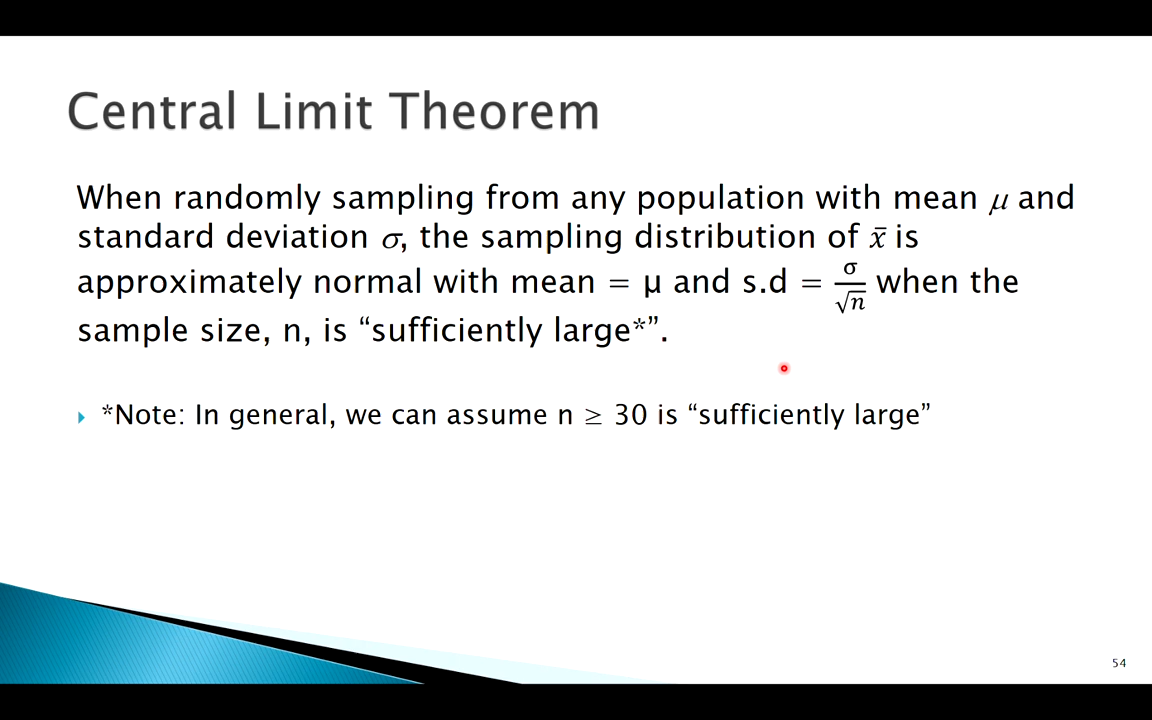 Central Limit Theorem
When randomly sampling from any population with mean μ and
standard deviation σ, the sampling distribution of x̄ is
approximately normal with mean = μ and s.d = σ/√n when the
sample size, n, is “sufficiently large*”.
*Note: In general, we can assume n ≥ 30 is “sufficiently large”
54